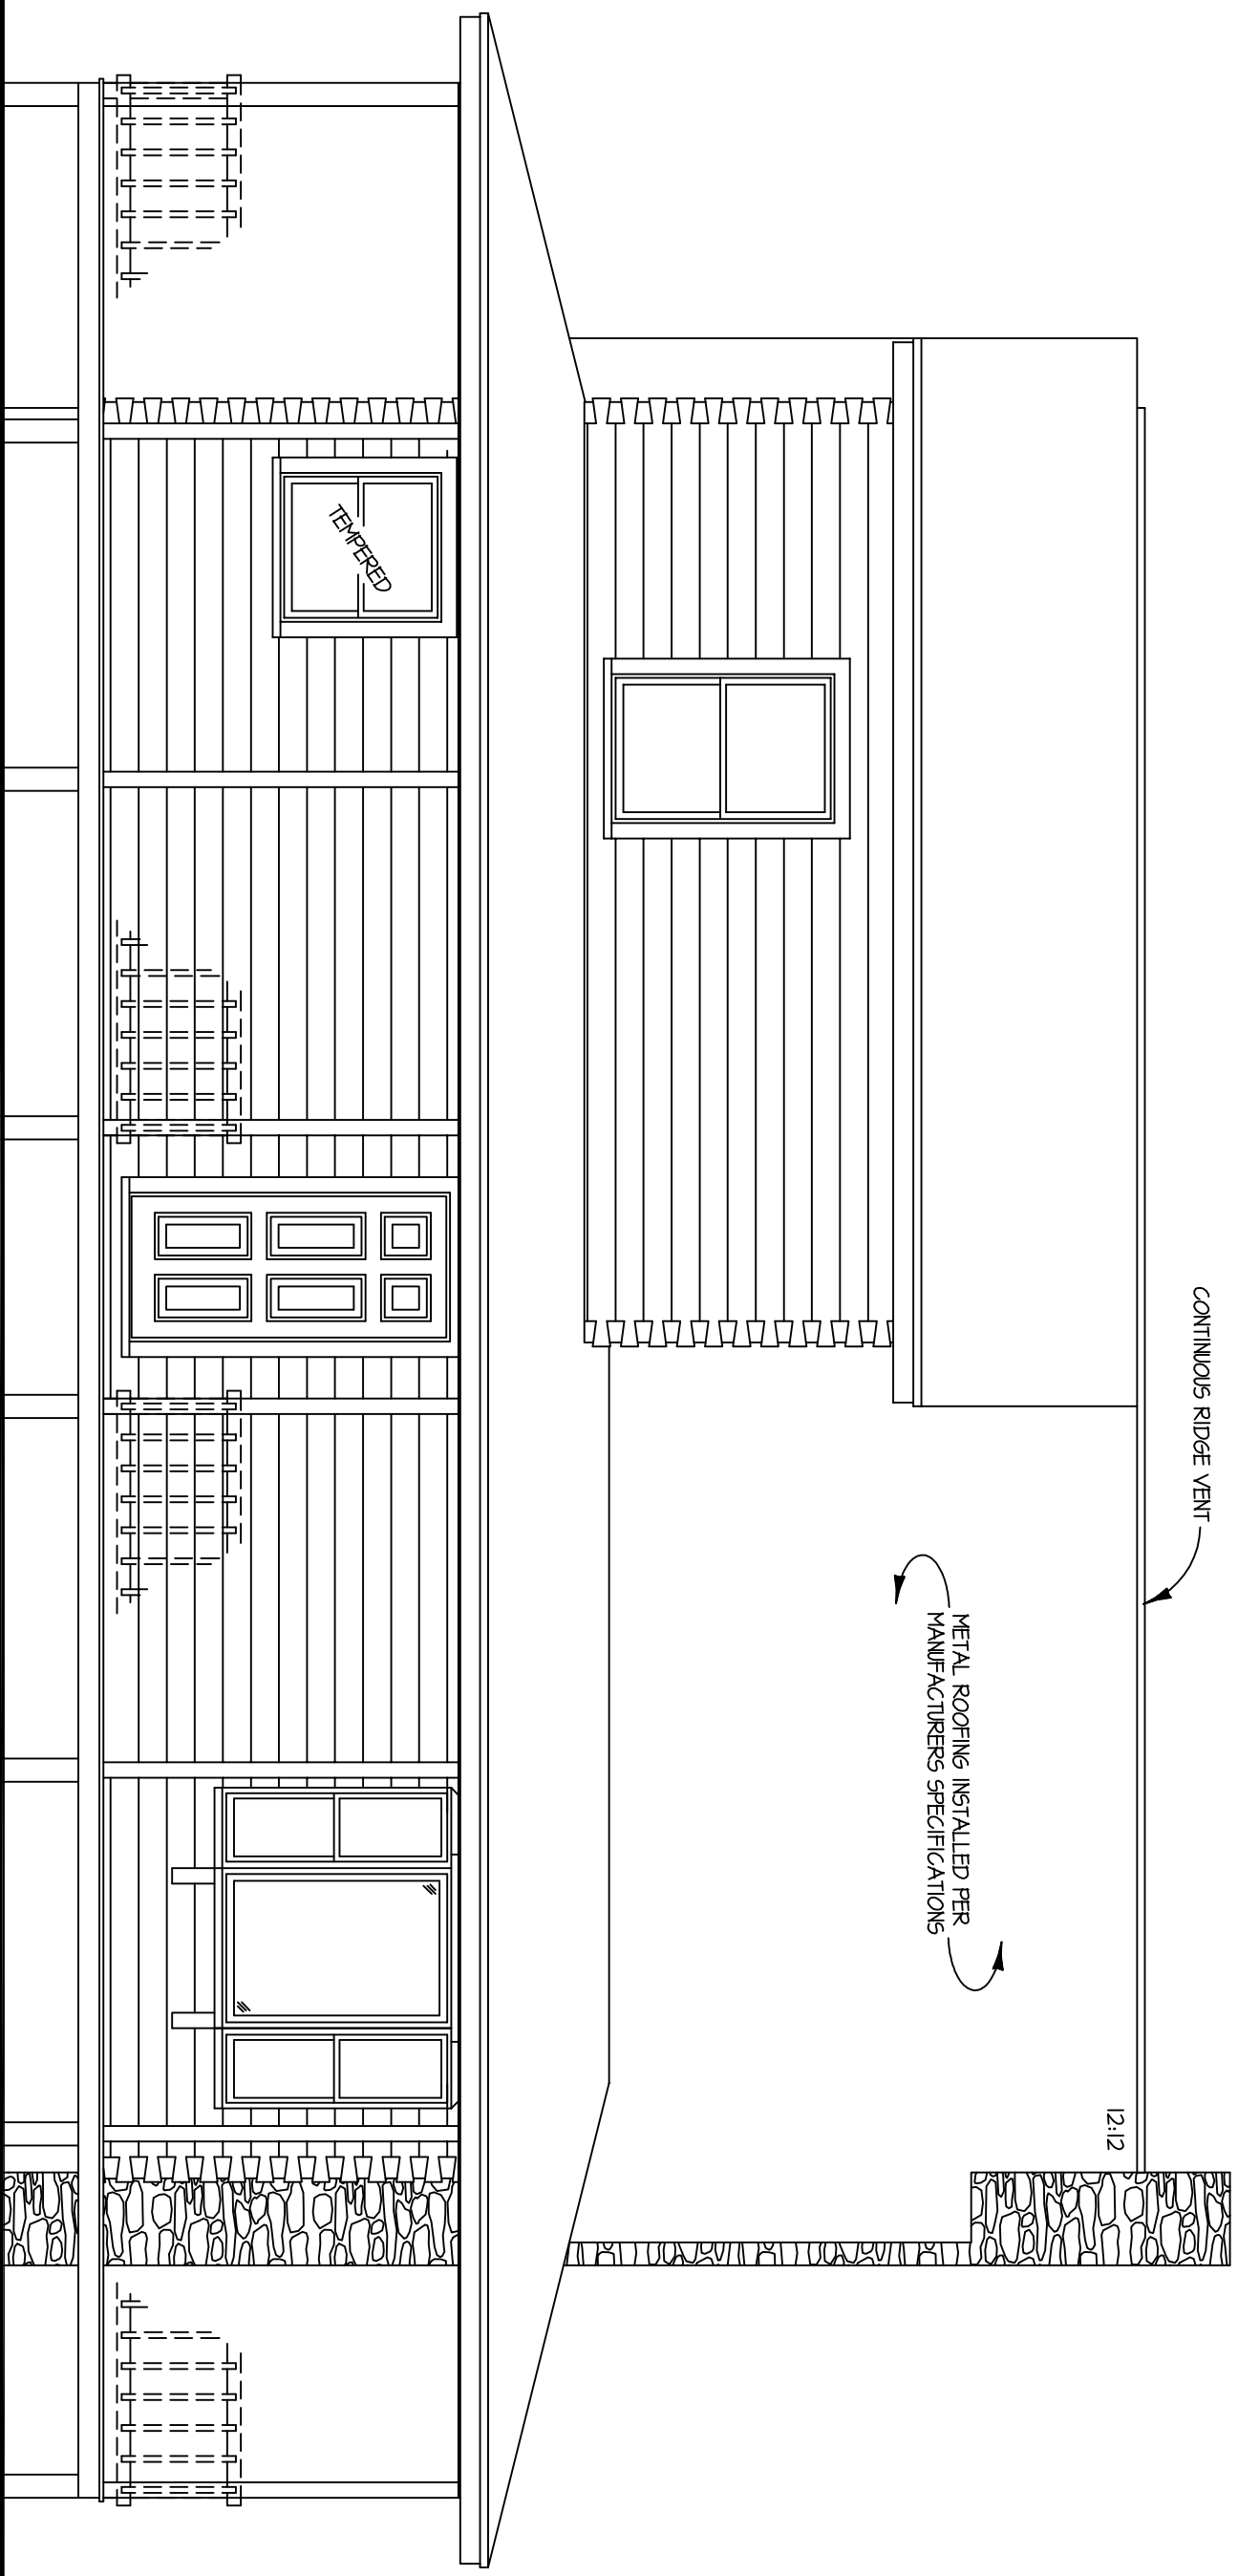 CONTINUOUS RIDGE VENT
12:12
METAL ROOFING INSTALLED PER
MANUFACTURERS SPECIFICATIONS
TEMPERED